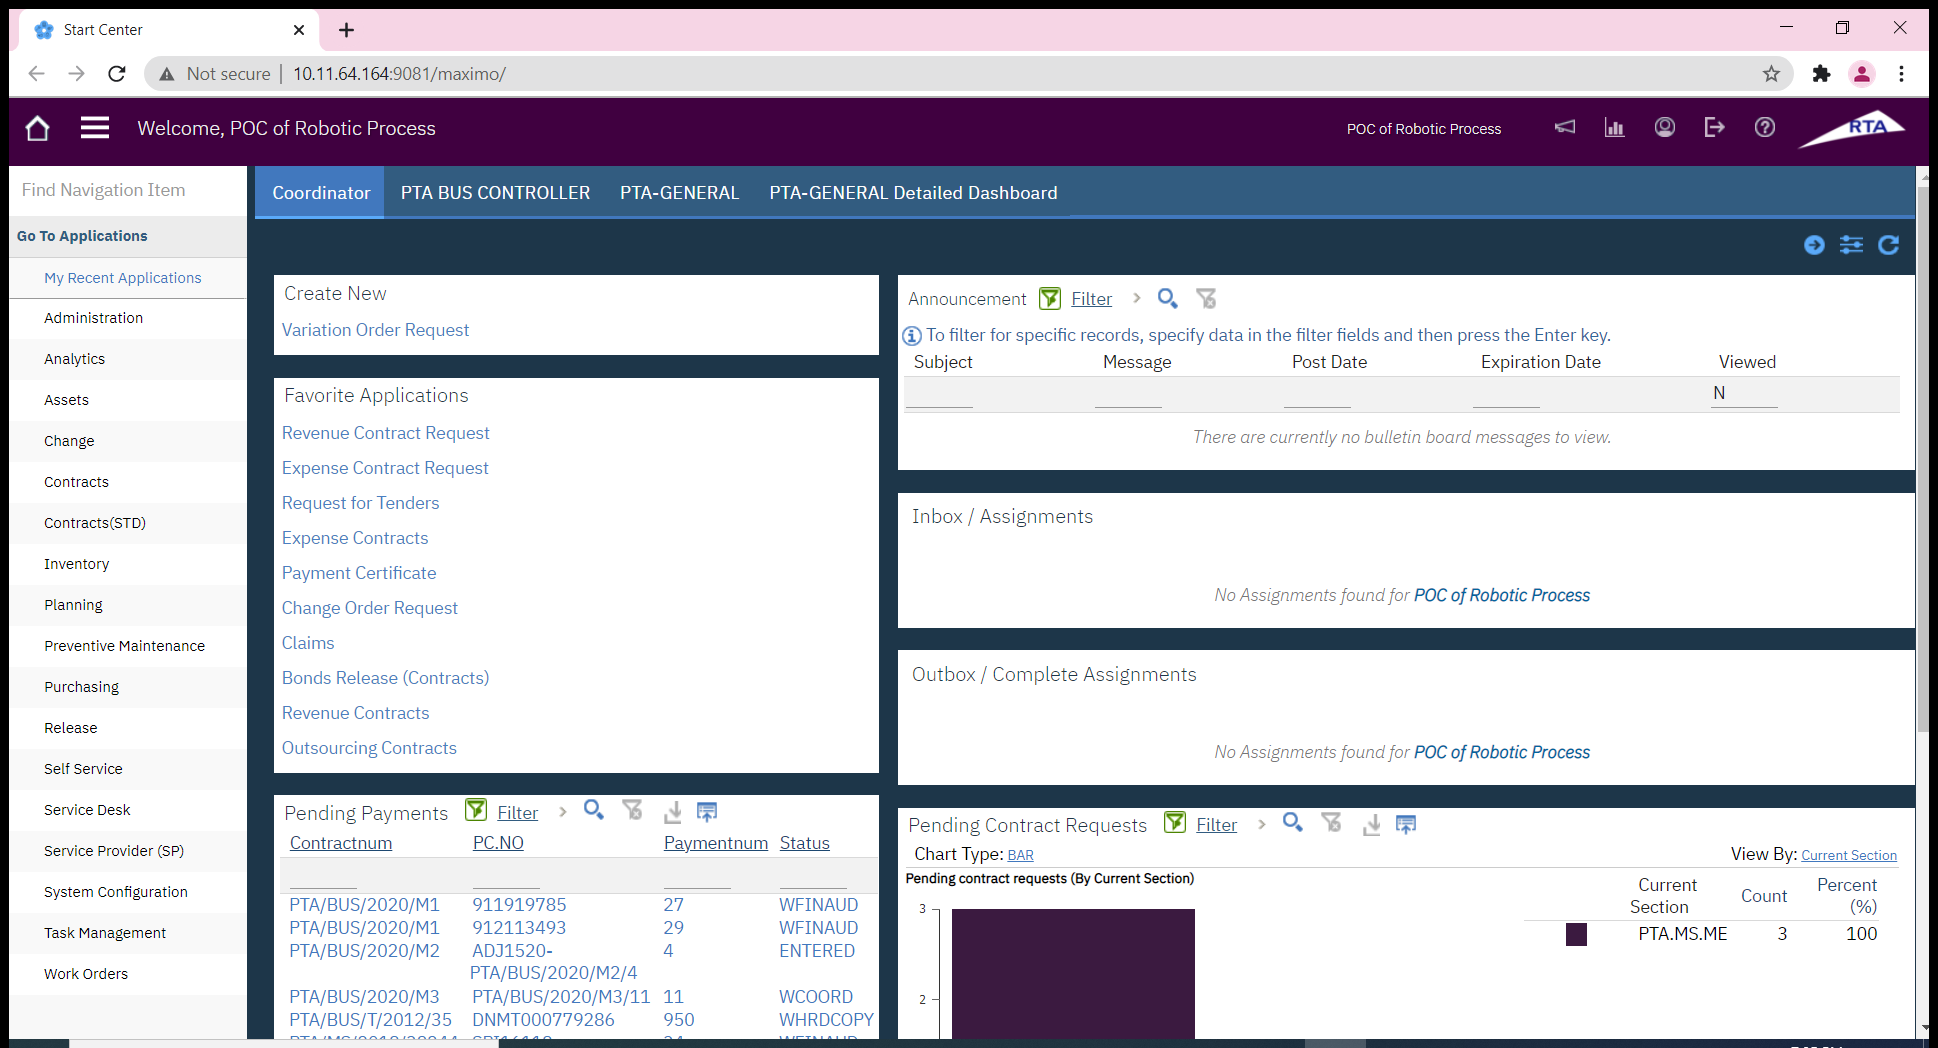 Start Center
Not secure | 10.11.64.164:9081/maximo/
Welcome, POC of Robotic Process
POC of Robotic Process
RTA
Find Navigation Item
Go To Applications
My Recent Applications
Administration
Analytics
Assets
Change
Contracts
Contracts(STD)
Inventory
Planning
Preventive Maintenance
Purchasing
Release
Self Service
Service Desk
Service Provider (SP)
System Configuration
Task Management
Work Orders
Coordinator PTA BUS CONTROLLER PTA-GENERAL PTA-GENERAL Detailed Dashboard
Create New
Variation Order Request
Favorite Applications
Revenue Contract Request
Expense Contract Request
Request for Tenders
Expense Contracts
Payment Certificate
Change Order Request
Claims
Bonds Release (Contracts)
Revenue Contracts
Outsourcing Contracts
Pending Payments Filter
Contractnum PC.NO Paymentnum Status
PTA/BUS/2020/M1 911919785 27 WFINAUD
PTA/BUS/2020/M1 912113493 29 WFINAUD
PTA/BUS/2020/M2 ADJ1520- 4 ENTERED
PTA/BUS/2020/M2/4
PTA/BUS/2020/M3 PTA/BUS/2020/M3/11 11 WCOORD
PTA/BUS/T/2012/35 DNMT000779286 950 WHRDCOPY
Announcement Filter
To filter for specific records, specify data in the filter fields and then press the Enter key.
Subject Message Post Date Expiration Date Viewed
N
There are currently no bulletin board messages to view.
Inbox / Assignments
No Assignments found for POC of Robotic Process
Outbox / Complete Assignments
No Assignments found for POC of Robotic Process
Pending Contract Requests Filter
Chart Type: BAR View By: Current Section
Pending contract requests (By Current Section)
3
2
Current Section Count Percent (%)
PTA.MS.ME 3 100